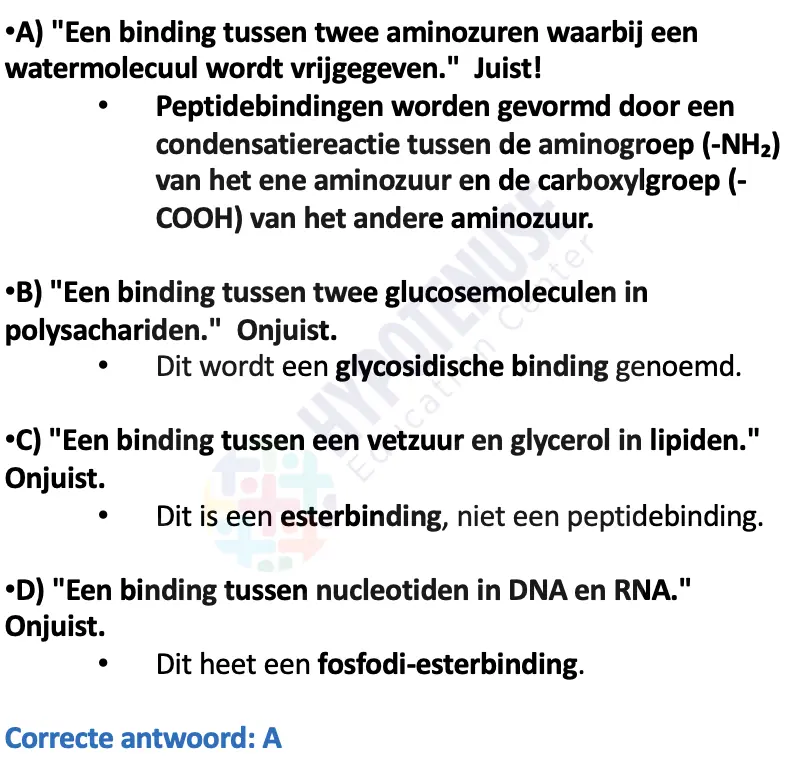 •A) "Een binding tussen twee aminozuren waarbij een
watermolecuul wordt vrijgegeven." Juist!
• Peptidebindingen worden gevormd door een
condensatiereactie tussen de aminogroep (-NH₂)
van het ene aminozuur en de carboxylgroep (-
COOH) van het andere aminozuur.
•B) "Een binding tussen twee glucosemoleculen in
polysachariden." Onjuist.
• Dit wordt een glycosidische binding genoemd.
•C) "Een binding tussen een vetzuur en glycerol in lipiden."
Onjuist.
• Dit is een esterbinding, niet een peptidebinding.
•D) "Een binding tussen nucleotiden in DNA en RNA."
Onjuist.
• Dit heet een fosfodi-esterbinding.
Correcte antwoord: A
HYPOTENUSE
Education Center